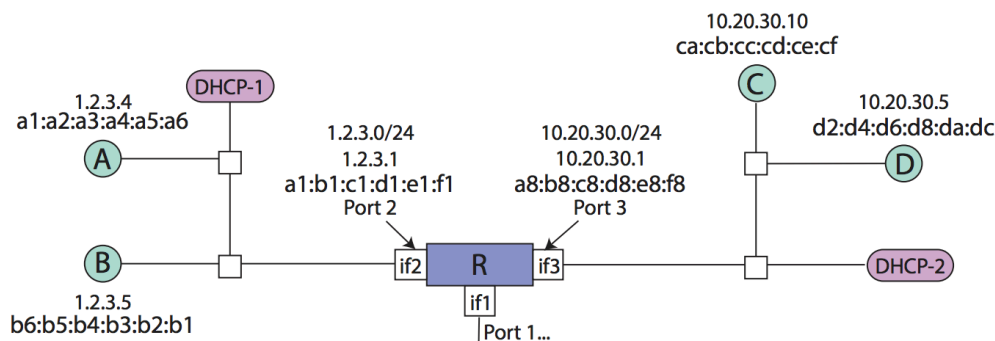 10.20.30.10
ca:cb:cc:cd:ce:cf
DHCP-1
C
1.2.3.4
a1:a2:a3:a4:a5:a6
10.20.30.5
d2:d4:d6:d8:da:dc
1.2.3.0/24
10.20.30.0/24
A
1.2.3.1
10.20.30.1
D
a1:b1:c1:d1:e1:f1
a8:b8:c8:d8:e8:f8
Port 2
Port 3
B
if2
R
if3
DHCP-2
1.2.3.5
if1
b6:b5:b4:b3:b2:b1
Port 1...